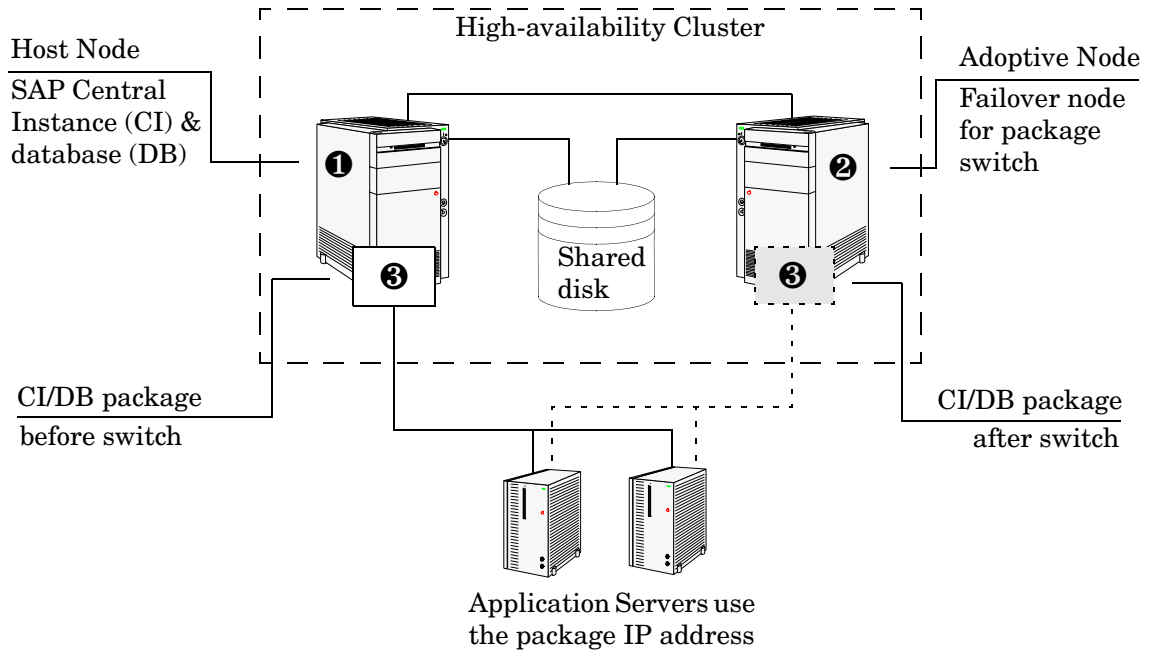 High-availability Cluster
Host Node
SAP Central
Instance (CI) &
database (DB)
Adoptive Node
Failover node
for package
switch
❶
❷
Shared
disk
❸
❸
CI/DB package
before switch
CI/DB package
after switch
Application Servers use
the package IP address